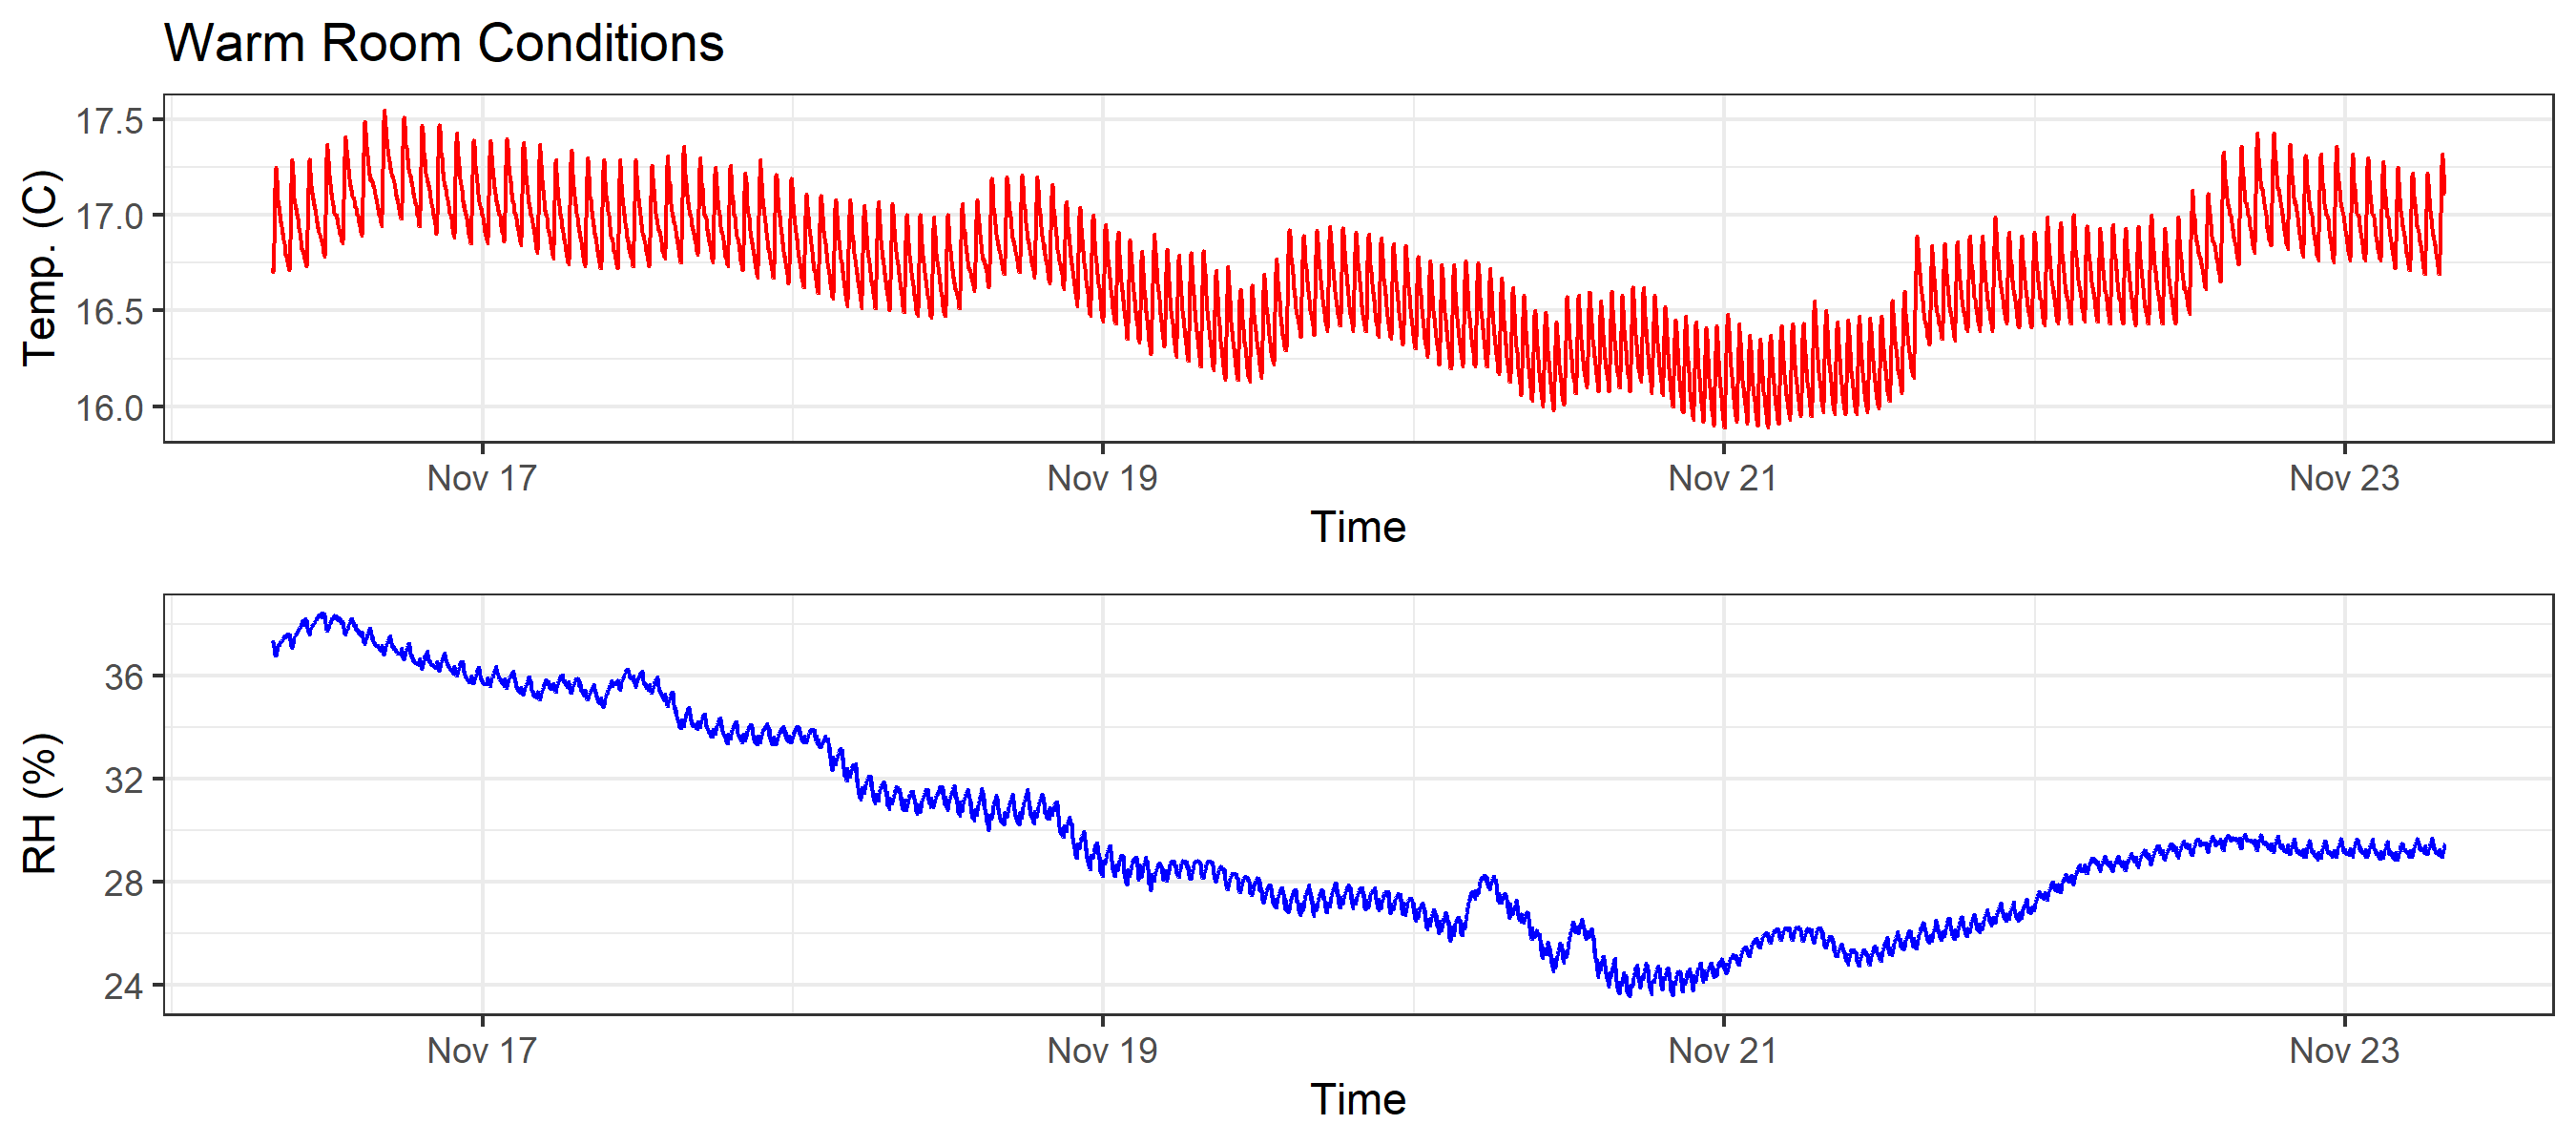 Warm Room Conditions
Temp. (C)
17.5
17.0
16.5
16.0
Nov 17 Nov 19 Nov 21 Nov 23
Time
RH (%)
36
32
28
24
Nov 17 Nov 19 Nov 21 Nov 23
Time